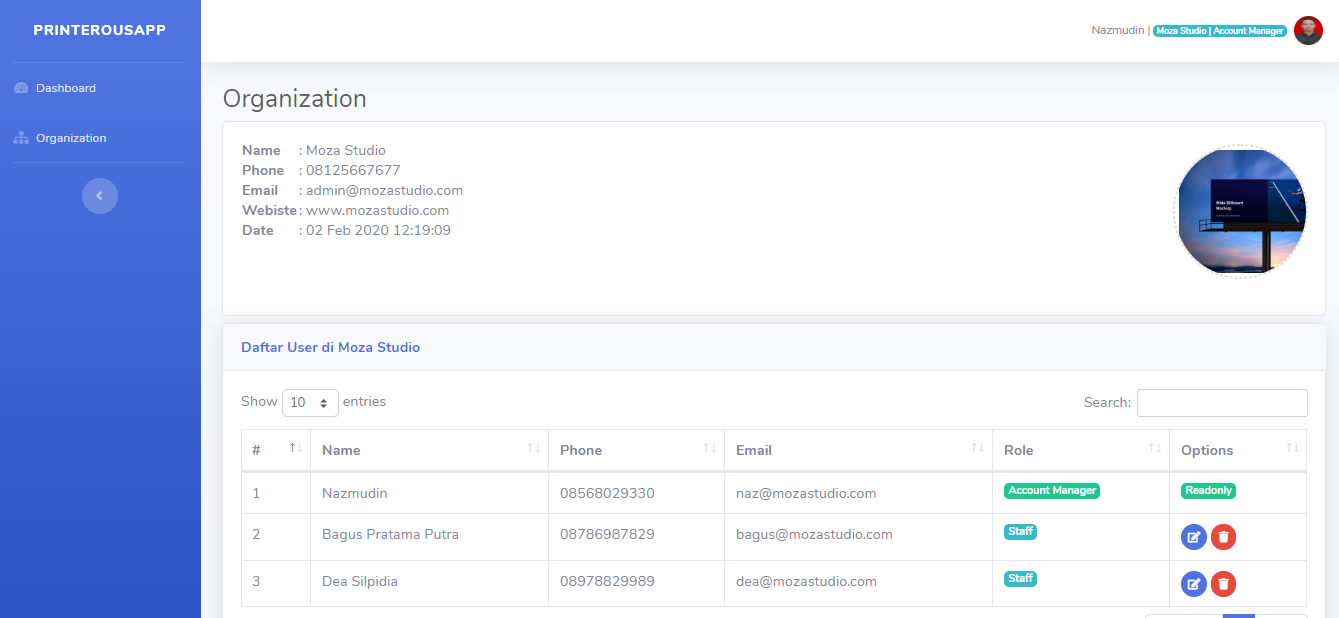 PRINTEROUSAPP
Nazmudin | Moza Studio | Account Manager
Dashboard
Organization
Organization
Name : Moza Studio
Phone : 08125667677
Email : admin@mozastudio.com
Webiste : www.mozastudio.com
Date : 02 Feb 2020 12:19:09
Wide Billboard
Mockup
Daftar User di Moza Studio
Show 10 entries
Search:
# Name Phone Email Role Options
1 Nazmudin 08568029330 naz@mozastudio.com Account Manager Readonly
2 Bagus Pratama Putra 08786987829 bagus@mozastudio.com Staff
3 Dea Silpidia 08978829989 dea@mozastudio.com Staff